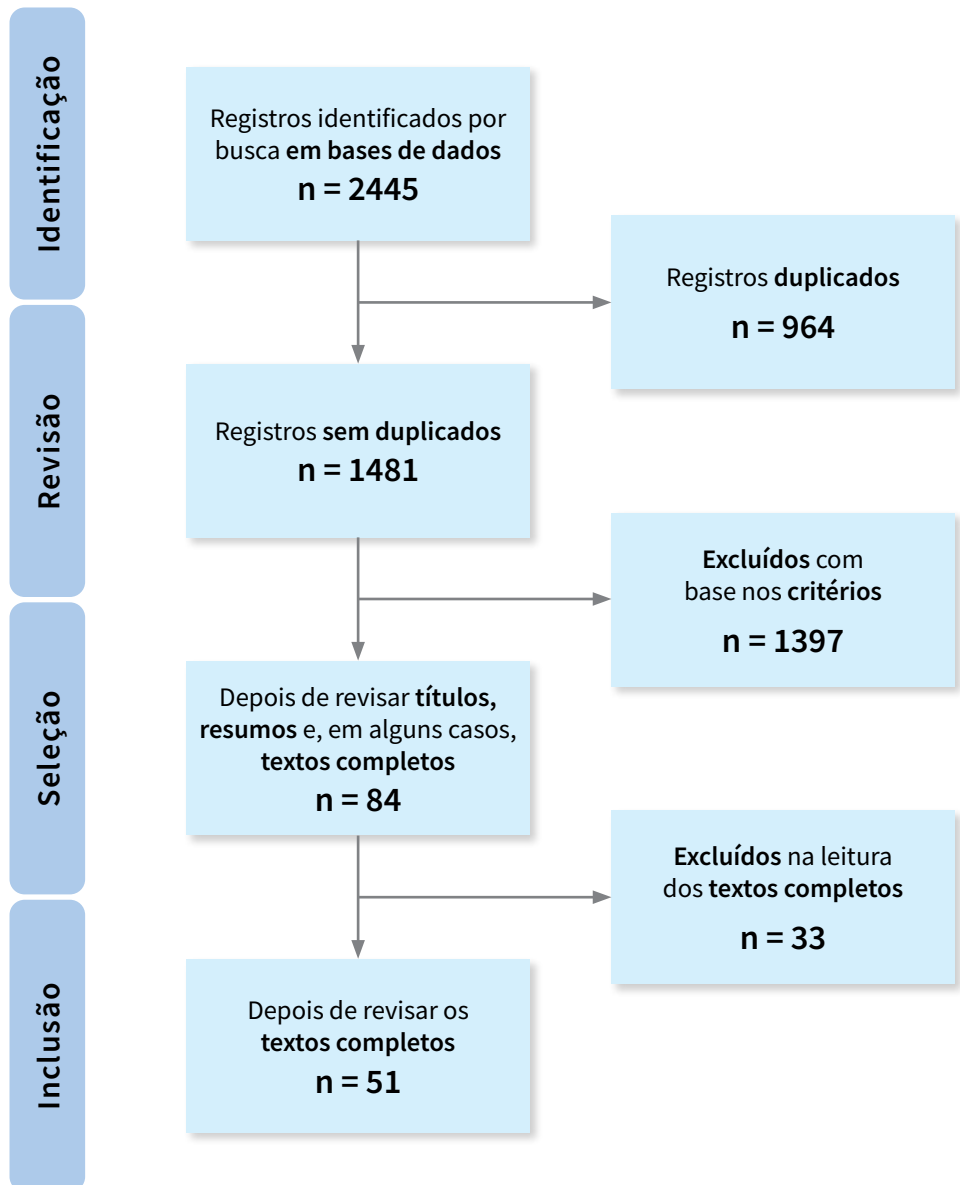 Identificação
Registros identificados por
busca em bases de dados
n = 2445
Registros duplicados
n = 964
Revisão
Registros sem duplicados
n = 1481
Excluídos com
base nos critérios
n = 1397
Seleção
Depois de revisar títulos,
resumos e, em alguns casos,
textos completos
n = 84
Excluídos na leitura
dos textos completos
n = 33
Inclusão
Depois de revisar os
textos completos
n = 51